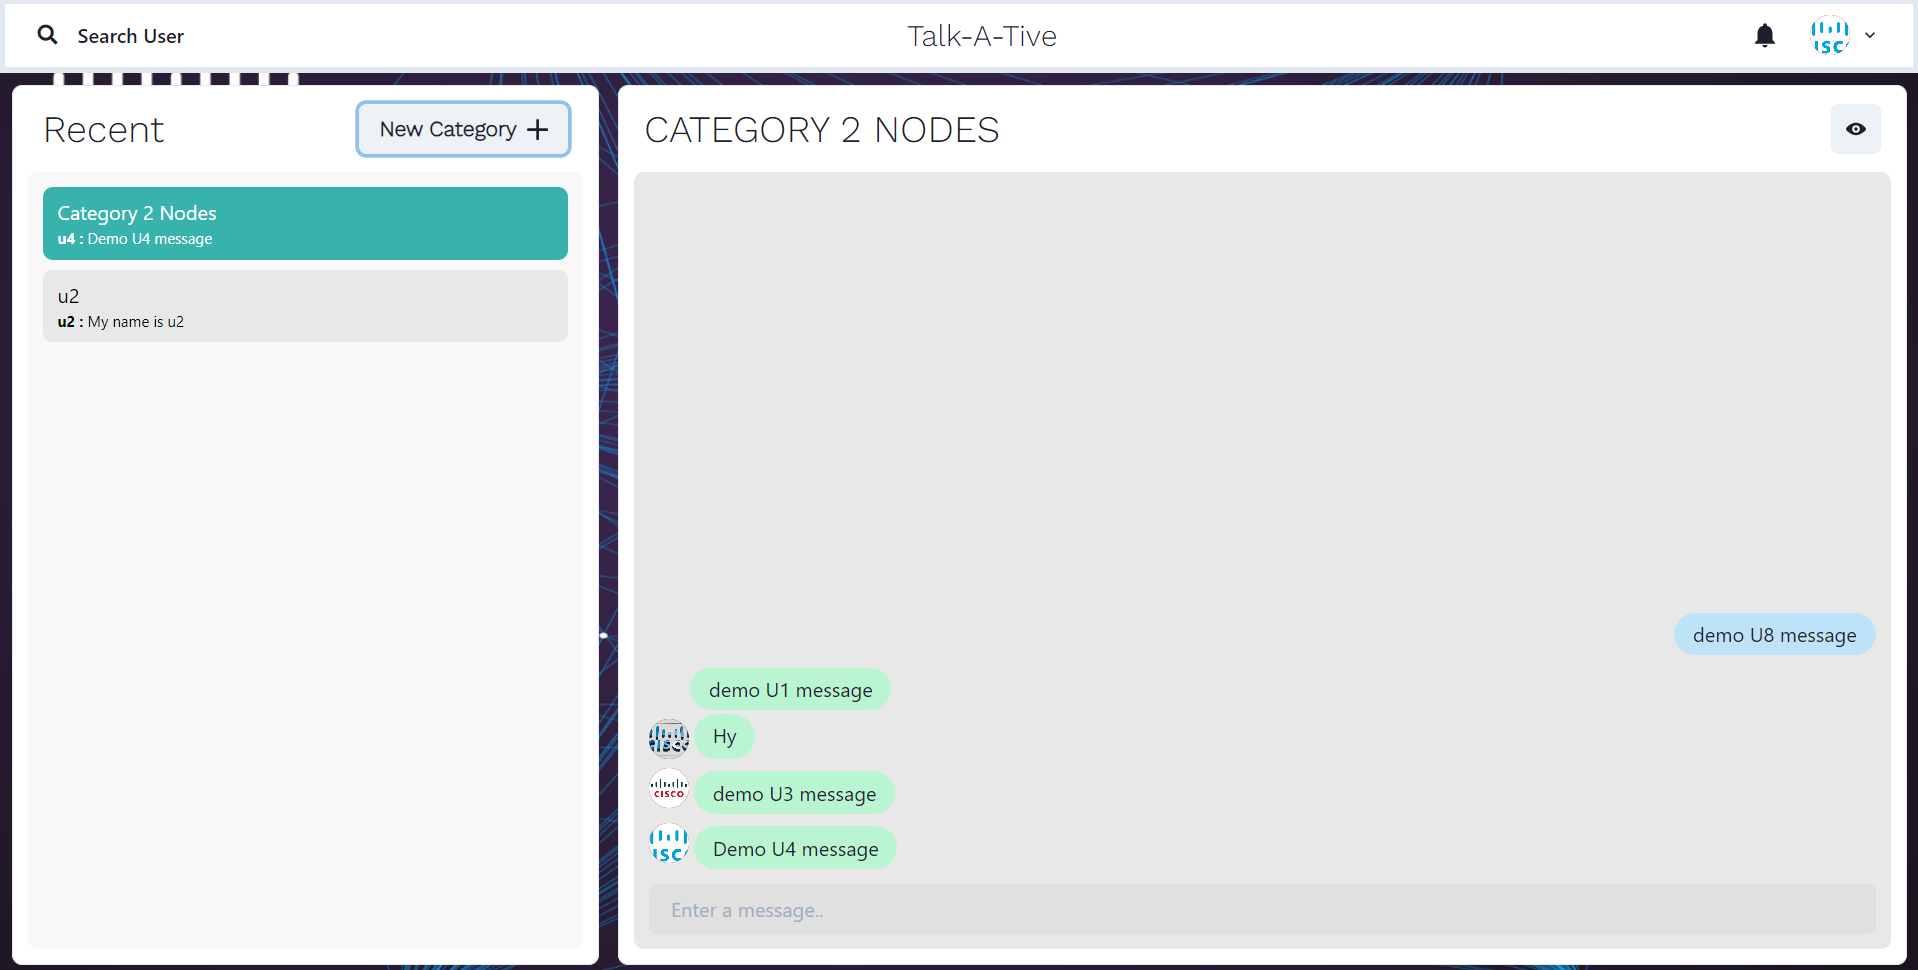 Search User
Talk-A-Tive
Recent
New Category
Category 2 Nodes
u4 : Demo U4 message
u2
u2 : My name is u2
CATEGORY 2 NODES
demo U8 message
demo U1 message
Hy
demo U3 message
CISCO
Demo U4 message
Enter a message..